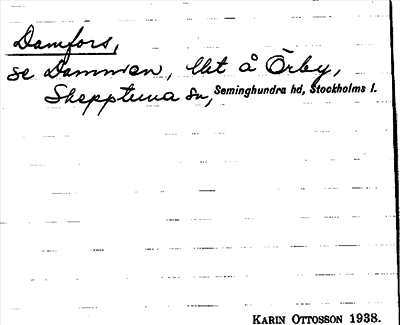 Damfors,
se Dammen, lht å Örby,
Skepptuna sn, Seminghundra hd, Stockholms l.
KARIN OTTOSSON 1938.